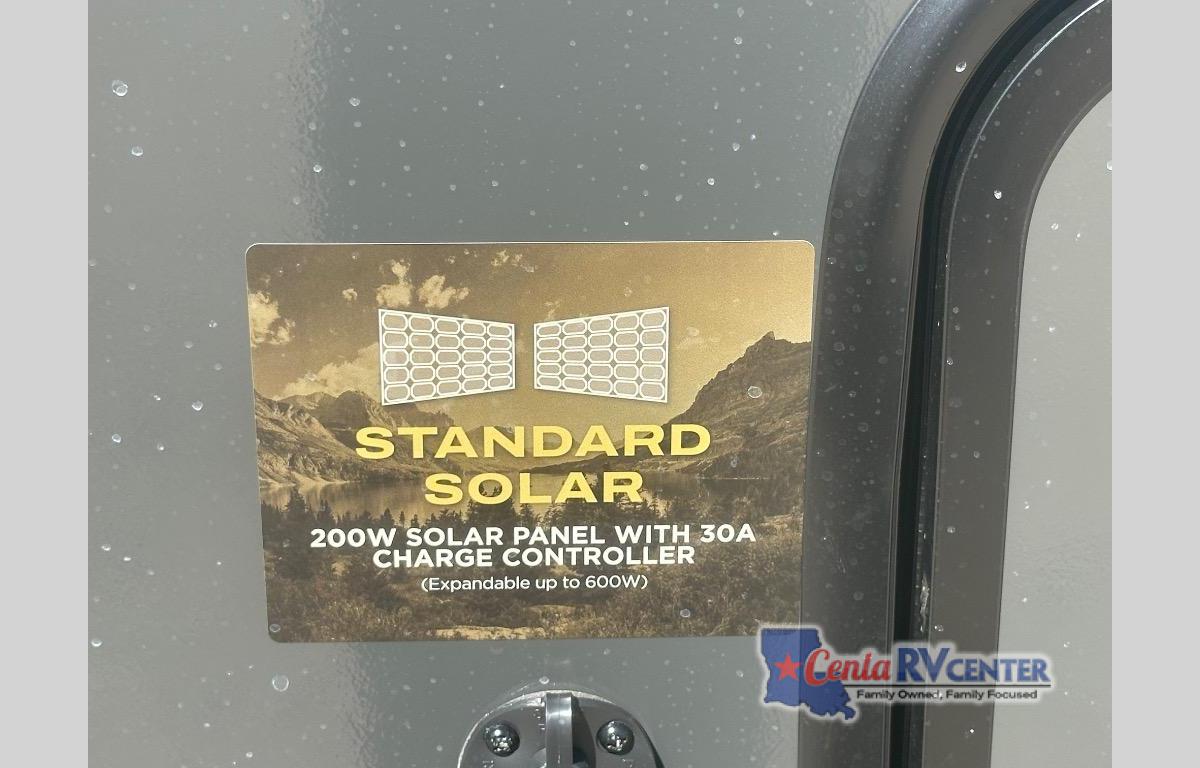 STANDARD
SOLAR
200W SOLAR PANEL WITH 30A
CHARGE CONTROLLER
(Expandable up to 600W)
Cenla RV CENTER
Family Owned, Family Focused